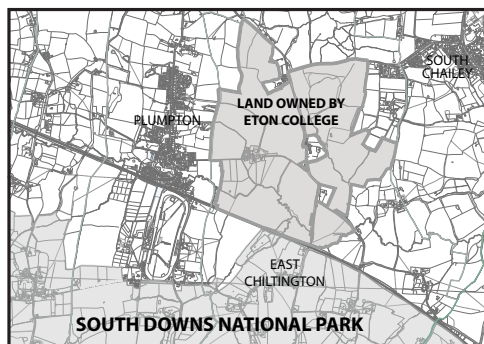 SOUTH
CHAILEY
LAND OWNED BY
ETON COLLEGE
PLUMPTON
EAST
CHILTINGTON
SOUTH DOWNS NATIONAL PARK